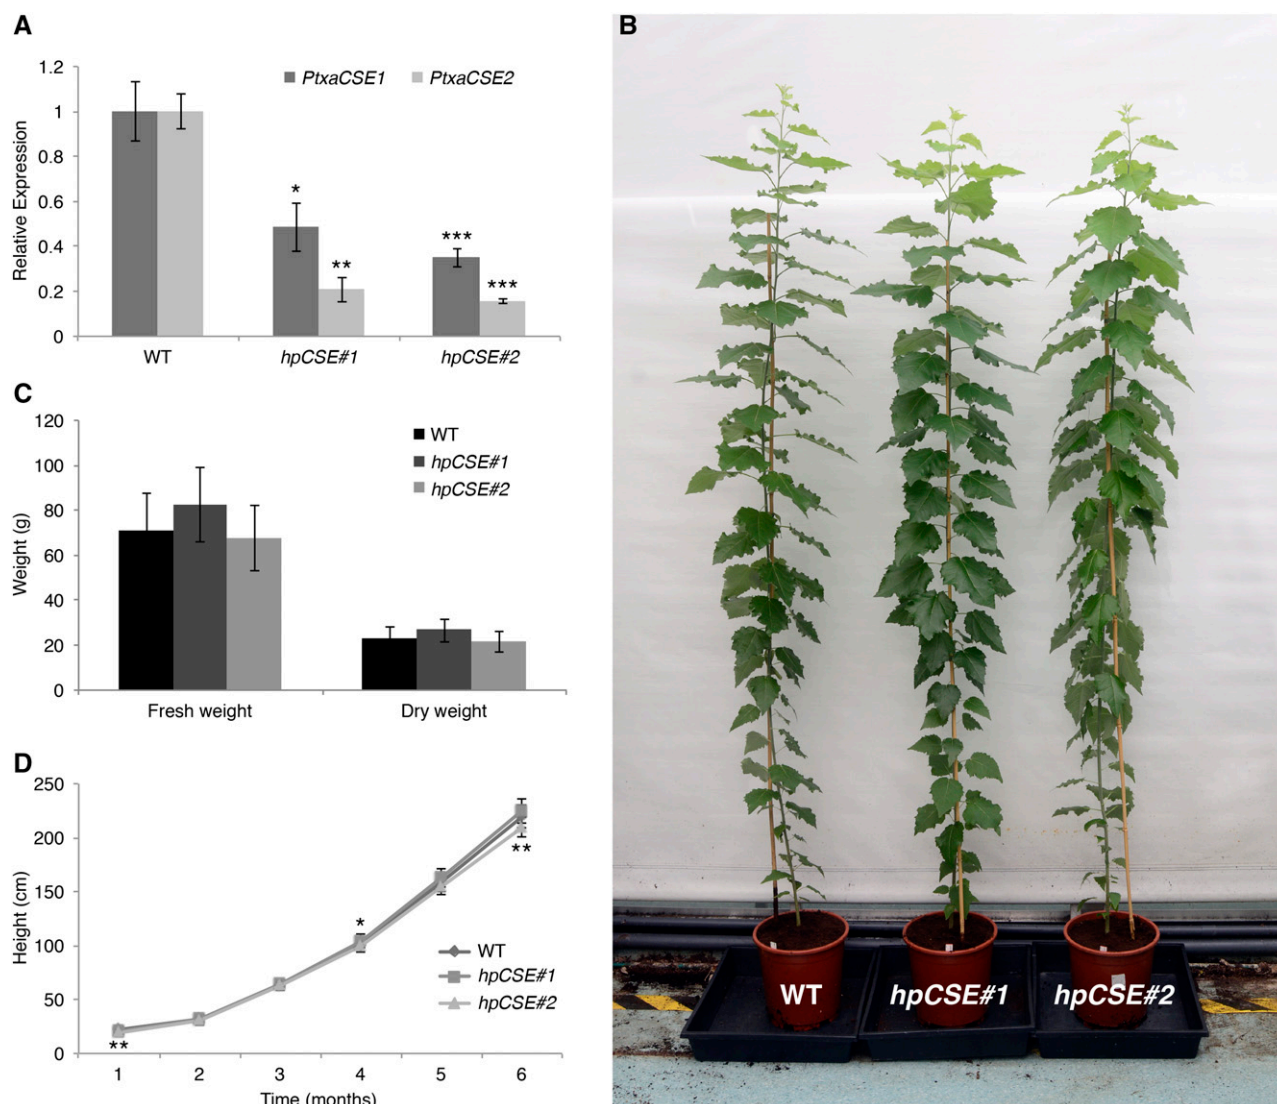 A
1.2
1
0.8
0.6
0.4
0.2
0
Relative Expression
PtxaCSE1
PtxaCSE2
*
**
***
***
WT
hpCSE#1
hpCSE#2
B
WT
hpCSE#1
hpCSE#2
C
120
100
80
60
40
20
0
Weight (g)
WT
hpCSE#1
hpCSE#2
Fresh weight
Dry weight
D
250
200
150
100
50
0
Height (cm)
**
*
**
WT
hpCSE#1
hpCSE#2
1 2 3 4 5 6
Time (months)